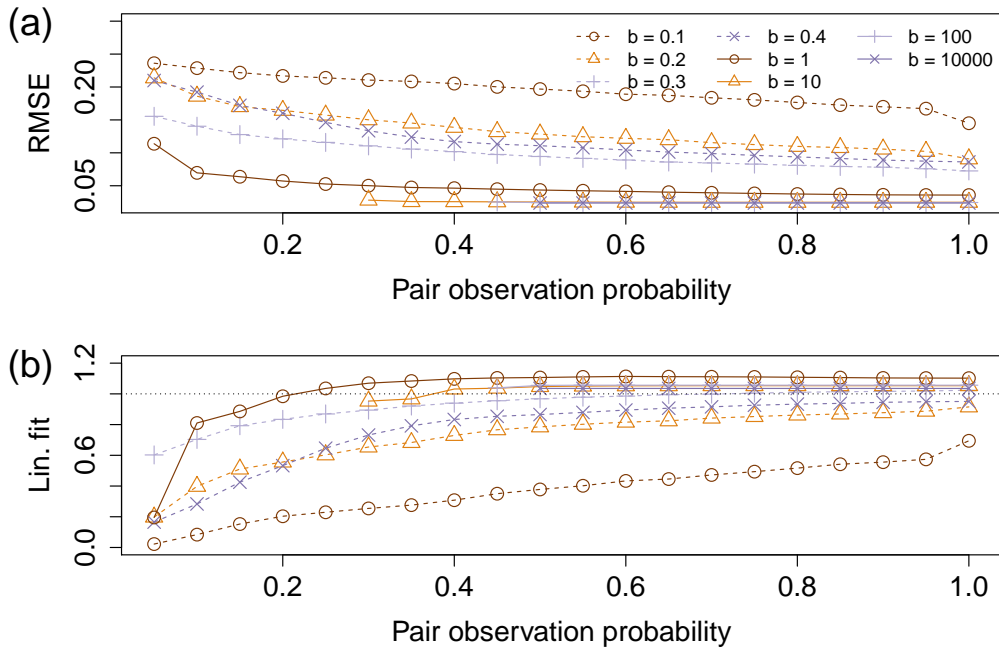 (a)
RMSE
0.05 0.20
b = 0.1 b = 0.4 b = 100
b = 0.2 b = 1 b = 10000
b = 0.3 b = 10
0.2 0.4 0.6 0.8 1.0
Pair observation probability
(b)
Lin. fit
0.0 0.6 1.2
0.2 0.4 0.6 0.8 1.0
Pair observation probability